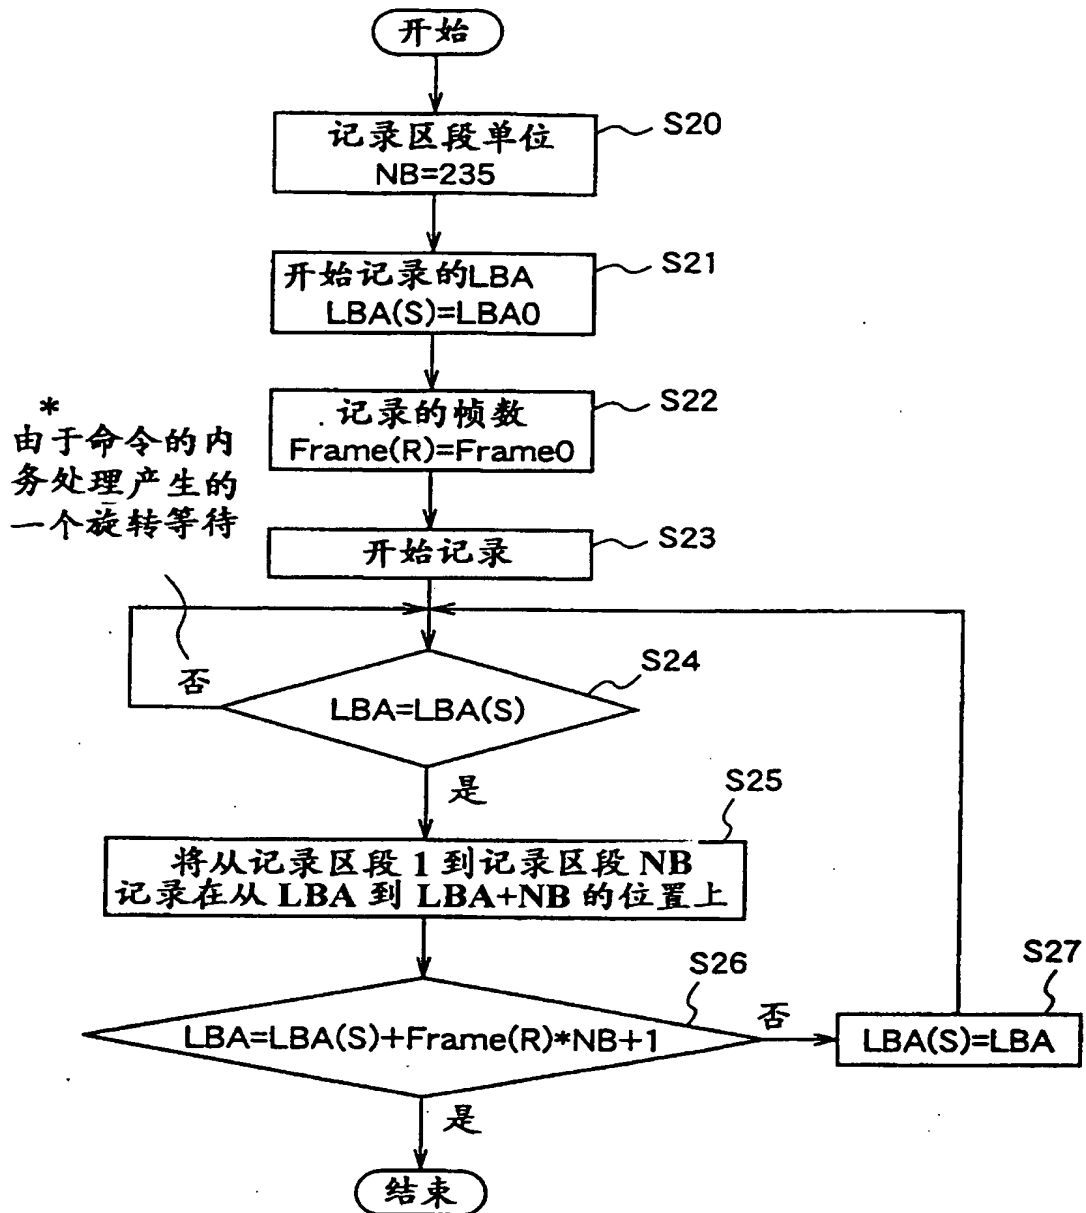 开始
记录区段单位
NB=235
S20
开始记录的LBA
LBA(S)=LBA0
S21
记录的帧数
Frame(R)=Frame0
S22
*
由于命令的内
务处理产生的
一个旋转等待
开始记录
S23
否
LBA=LBA(S)
S24
是
将从记录区段1到记录区段 NB
记录在从 LBA 到 LBA+NB 的位置上
S25
LBA=LBA(S)+Frame(R)*NB+1
S26
否
LBA(S)=LBA
S27
是
结束